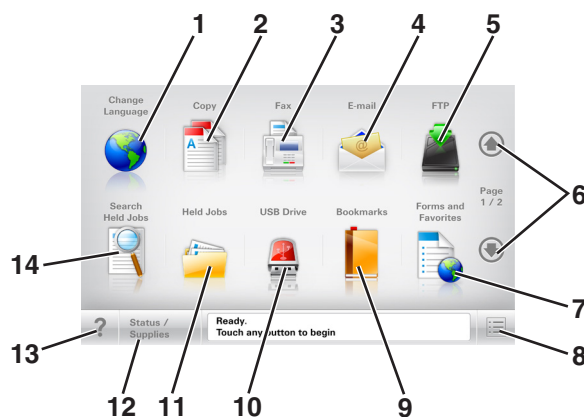 1 2 3 4 5
Change
Language
Copy
Fax
E-mail
FTP
6
Page
1 / 2
Search
Held Jobs
Held Jobs
USB Drive
Bookmarks
Forms and
Favorites
A
@
14
7
?
Status /
Supplies
Ready.
Touch any button to begin
13 12 11 10 9 8